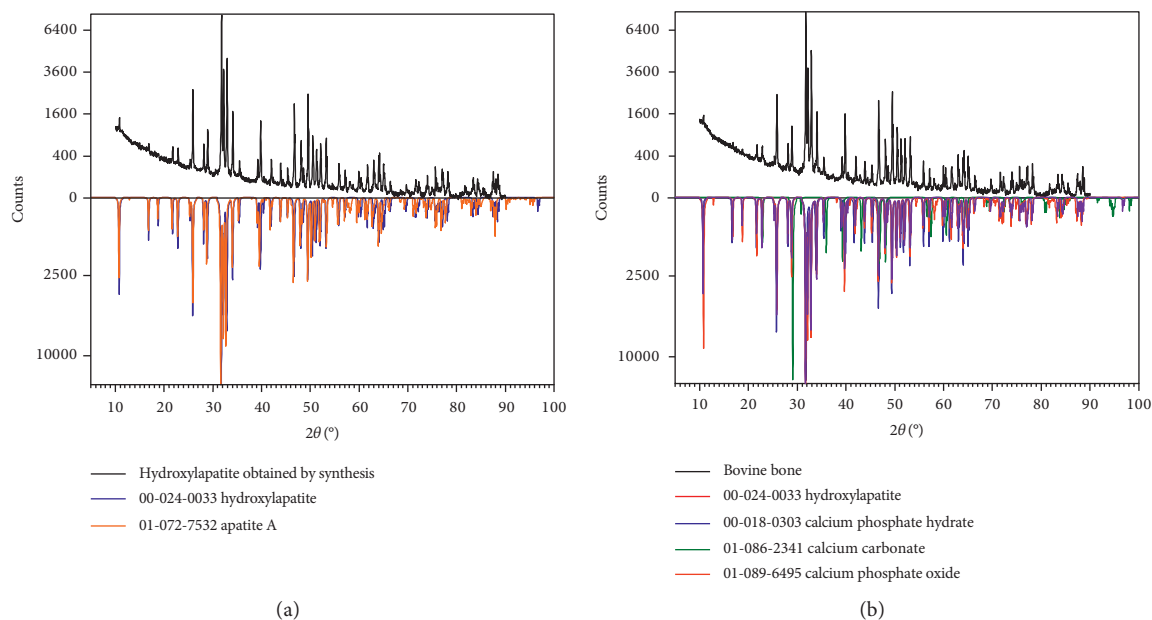 6400
3600
1600
400
0
2500
10000
Counts
10 20 30 40 50 60 70 80 90 100
2θ (°)
Hydroxylapatite obtained by synthesis
00-024-0033 hydroxylapatite
01-072-7532 apatite A
(a)
6400
3600
1600
400
0
2500
10000
Counts
10 20 30 40 50 60 70 80 90 100
2θ (°)
Bovine bone
00-024-0033 hydroxylapatite
00-018-0303 calcium phosphate hydrate
01-086-2341 calcium carbonate
01-089-6495 calcium phosphate oxide
(b)